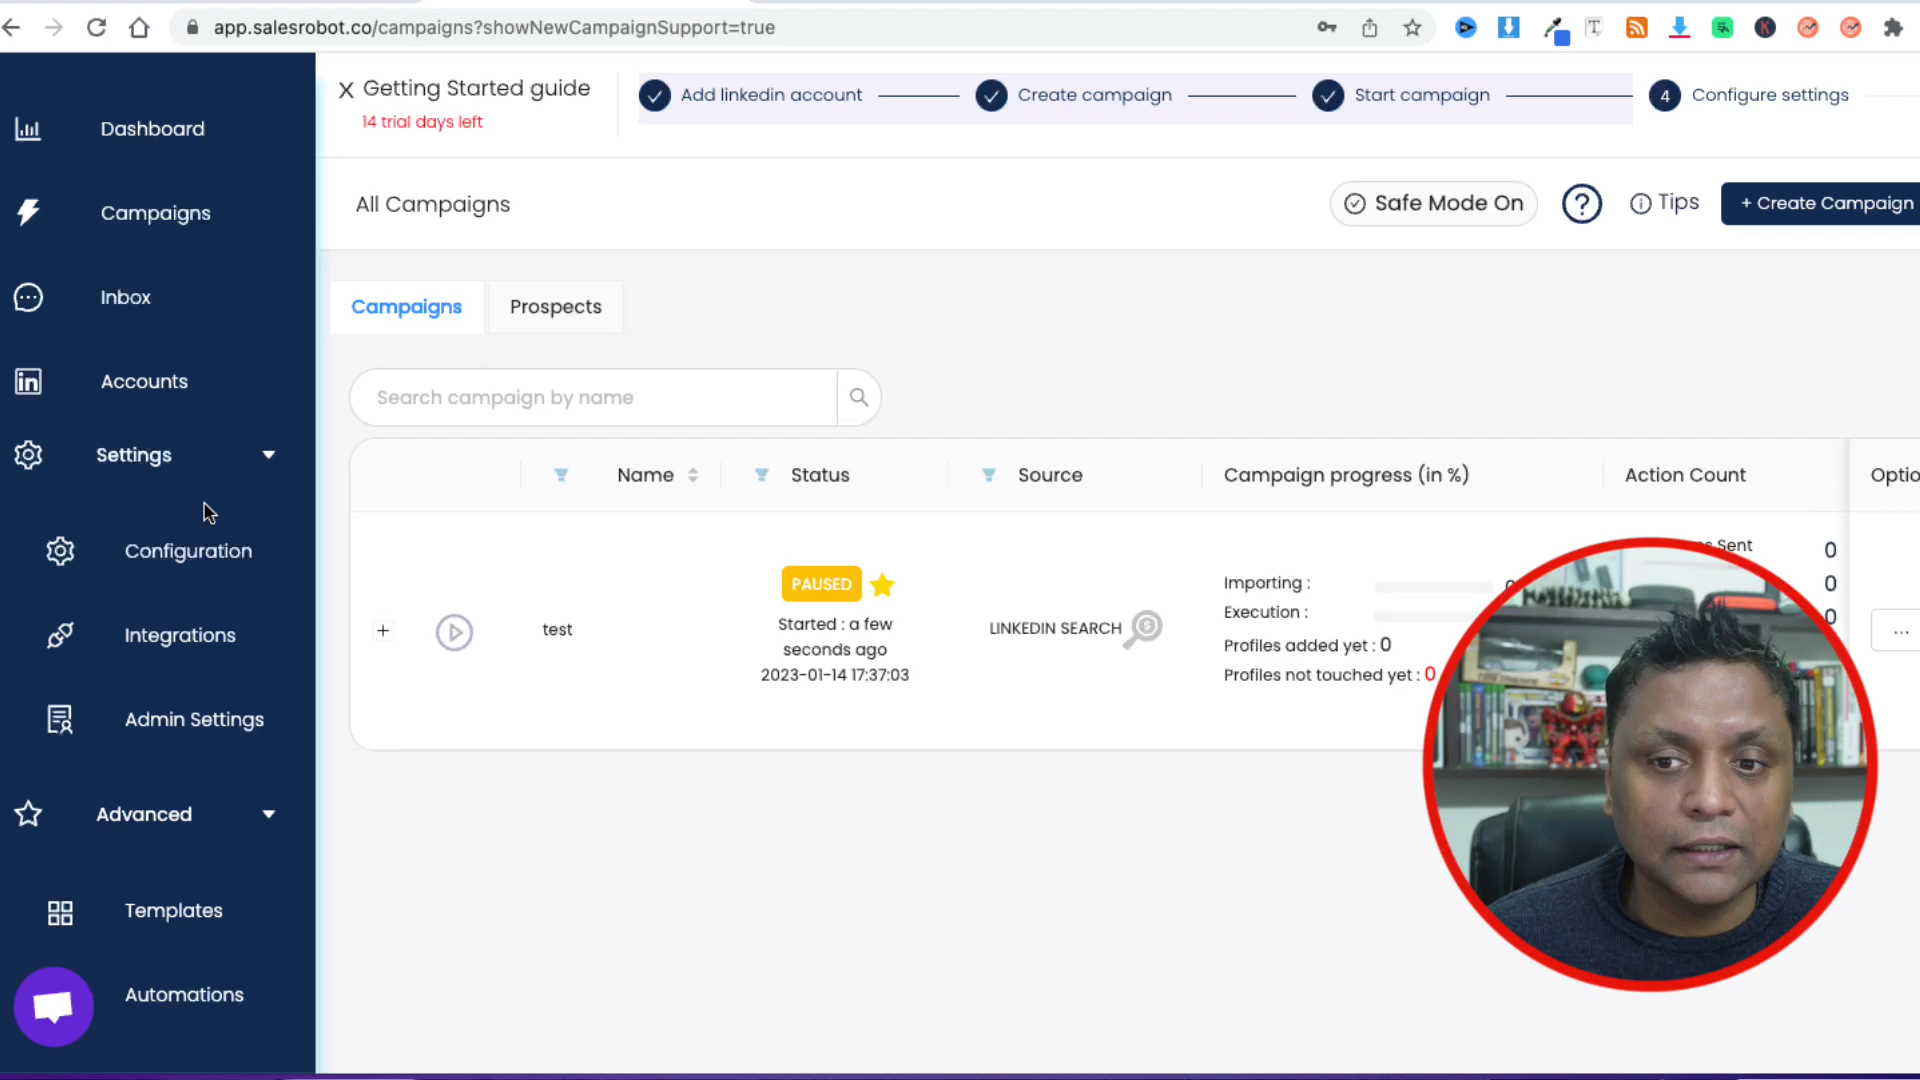 app.salesrobot.co/campaigns?showNewCampaignSupport=true
X Getting Started guide
14 trial days left
Add linkedin account
Create campaign
Start campaign
4 Configure settings
Dashboard
Campaigns
Inbox
Accounts
Settings
Configuration
Integrations
Admin Settings
Advanced
Templates
Automations
All Campaigns
Safe Mode On
? Tips
+ Create Campaign
Campaigns
Prospects
Search campaign by name
Name
Status
Source
Campaign progress (in %)
Action Count
Optio
+
test
PAUSED
Started : a few
seconds ago
2023-01-14 17:37:03
LINKEDIN SEARCH
Importing :
Execution :
Profiles added yet : 0
Profiles not touched yet : 0
Sent 0
0
0
...